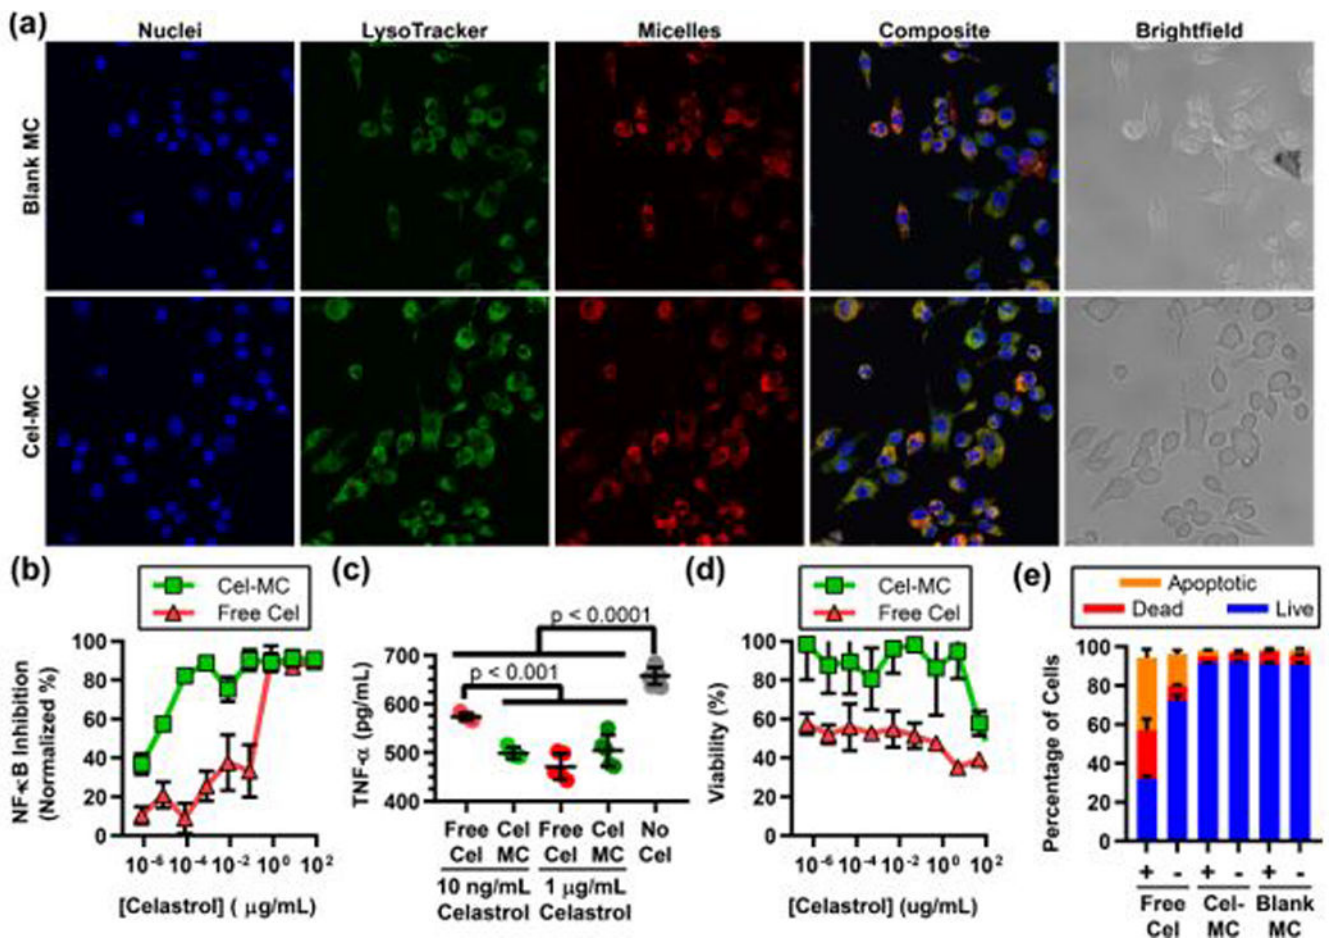 (a)
Nuclei LysoTracker Micelles Composite Brightfield
Blank MC
Cel-MC
(b)
Cel-MC
Free Cel
NF-κB Inhibition
(Normalized %)
100
80
60
40
20
0
10⁻⁶ 10⁻⁴ 10⁻² 10⁰ 10²
[Celastrol] ( μg/mL)
(c)
p < 0.0001
p < 0.001
TNF-α (pg/mL)
700
600
500
400
Free Cel Free Cel No
Cel MC Cel MC Cel
10 ng/mL 1 μg/mL
Celastrol Celastrol
(d)
Cel-MC
Free Cel
Viability (%)
100
80
60
40
20
0
10⁻⁶ 10⁻⁴ 10⁻² 10⁰ 10²
[Celastrol] (ug/mL)
(e)
Apoptotic
Dead Live
Percentage of Cells
100
80
60
40
20
0
+ - + - + -
Free Cel- Blank
Cel MC MC